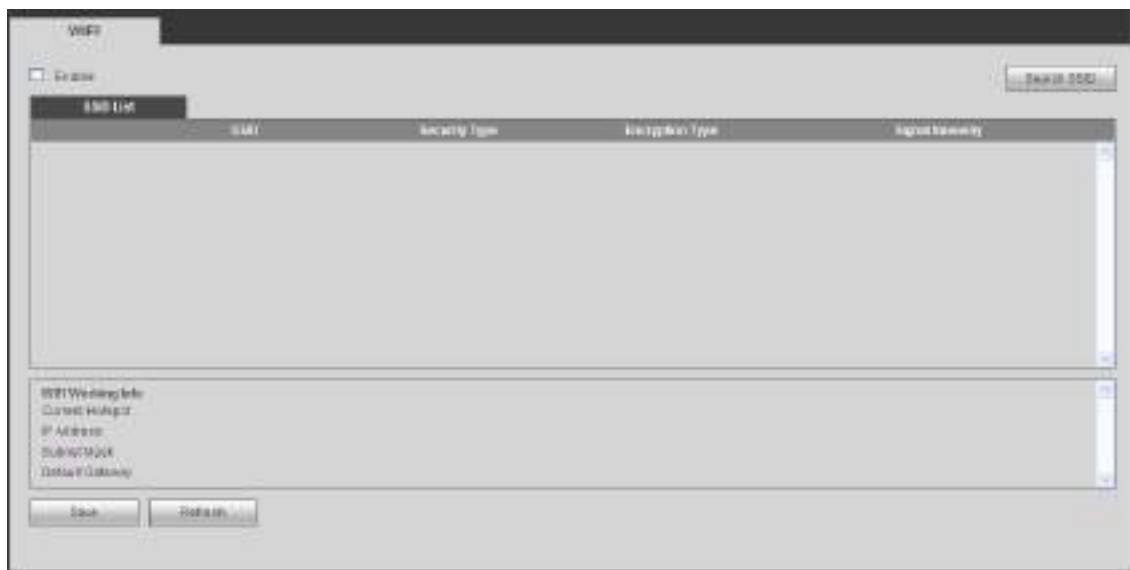 WIFI
Enable
Search SSID
SSID List
SSID Security Type Encryption Type Signal Intensity
WIFI Working Info
Current Hotspot
IP Address
Subnet Mask
Default Gateway
Save Refresh